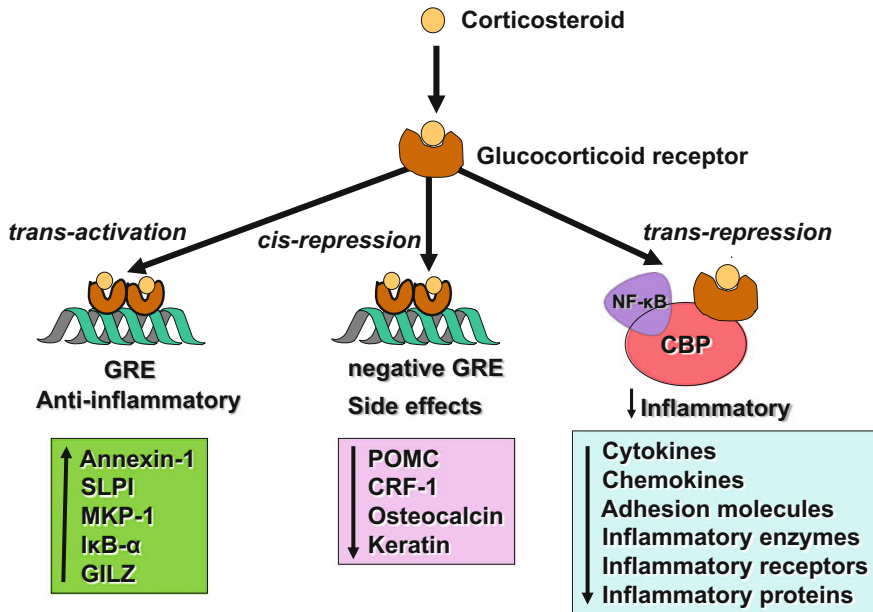 Corticosteroid
Glucocorticoid receptor
trans-activation
cis-repression
trans-repression
NF-κB
CBP
GRE
Anti-inflammatory
negative GRE
Side effects
Inflammatory
Annexin-1
SLPI
MKP-1
IκB-α
GILZ
POMC
CRF-1
Osteocalcin
Keratin
Cytokines
Chemokines
Adhesion molecules
Inflammatory enzymes
Inflammatory receptors
Inflammatory proteins